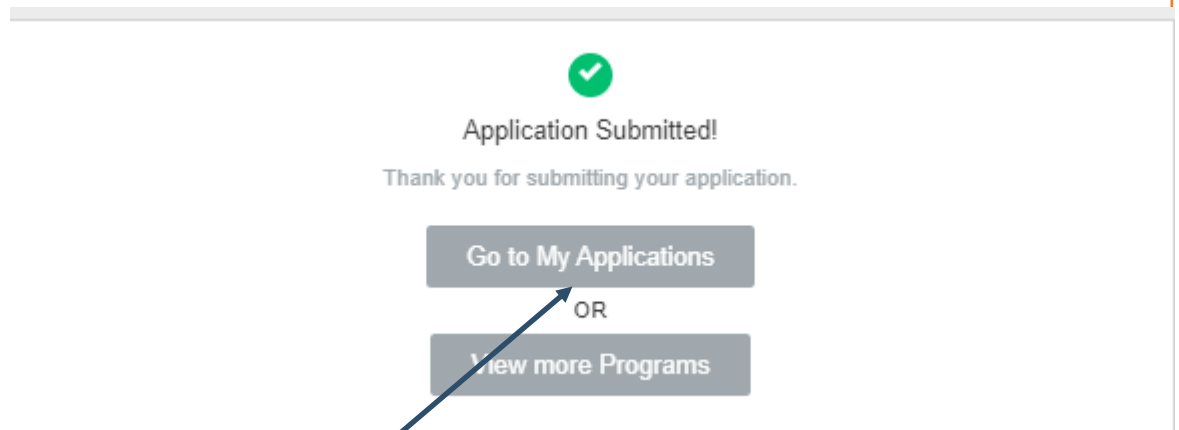 Application Submitted!
Thank you for submitting your application.
Go to My Applications
OR
View more Programs